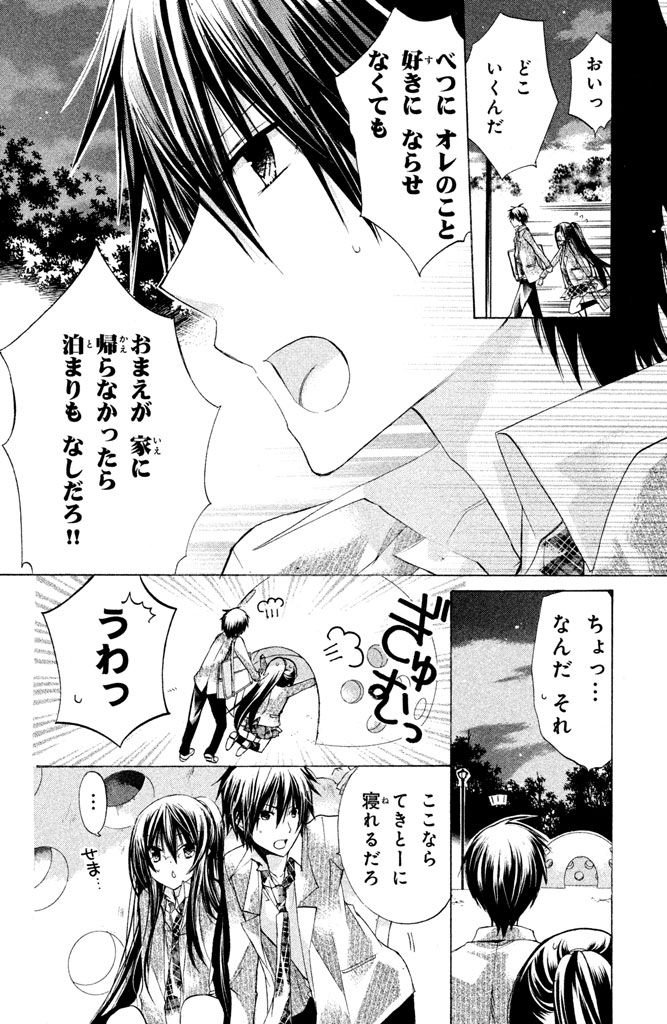 おいっ
どこ
いくんだ
べつに オレのこと
好きに ならせ
なくても
おまえが 家に
帰らなかったら
泊まりも なしだろ!!
ちょっ…
なんだ それ
ぎゅむっ
うわっ
ここなら
てきとーに
寝れるだろ
…
せま…